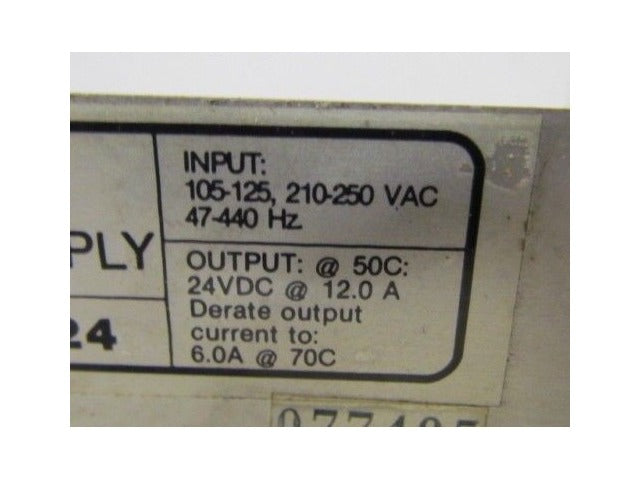 INPUT:
105-125, 210-250 VAC
47-440 Hz
PLY
OUTPUT: @ 50C:
24VDC @ 12.0 A
Derate output
24
current to:
6.0A @ 70C